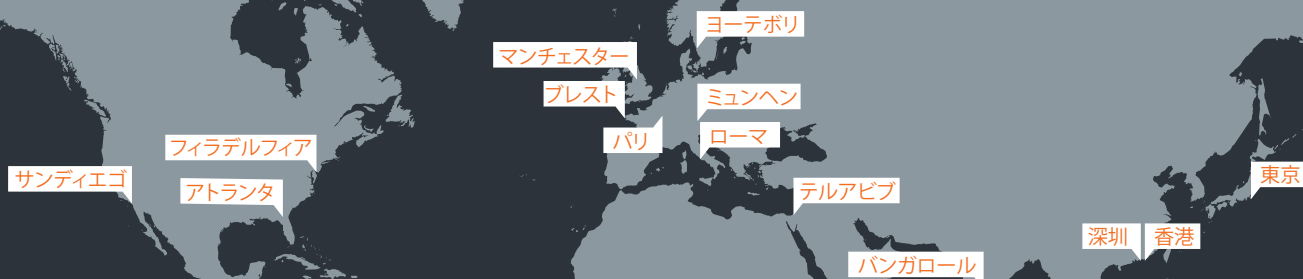 ヨーテボリ
マンチェスター
ブレスト
ミュンヘン
パリ
ローマ
フィラデルフィア
サンディエゴ
アトランタ
テルアビブ
東京
深圳
香港
バンガロール